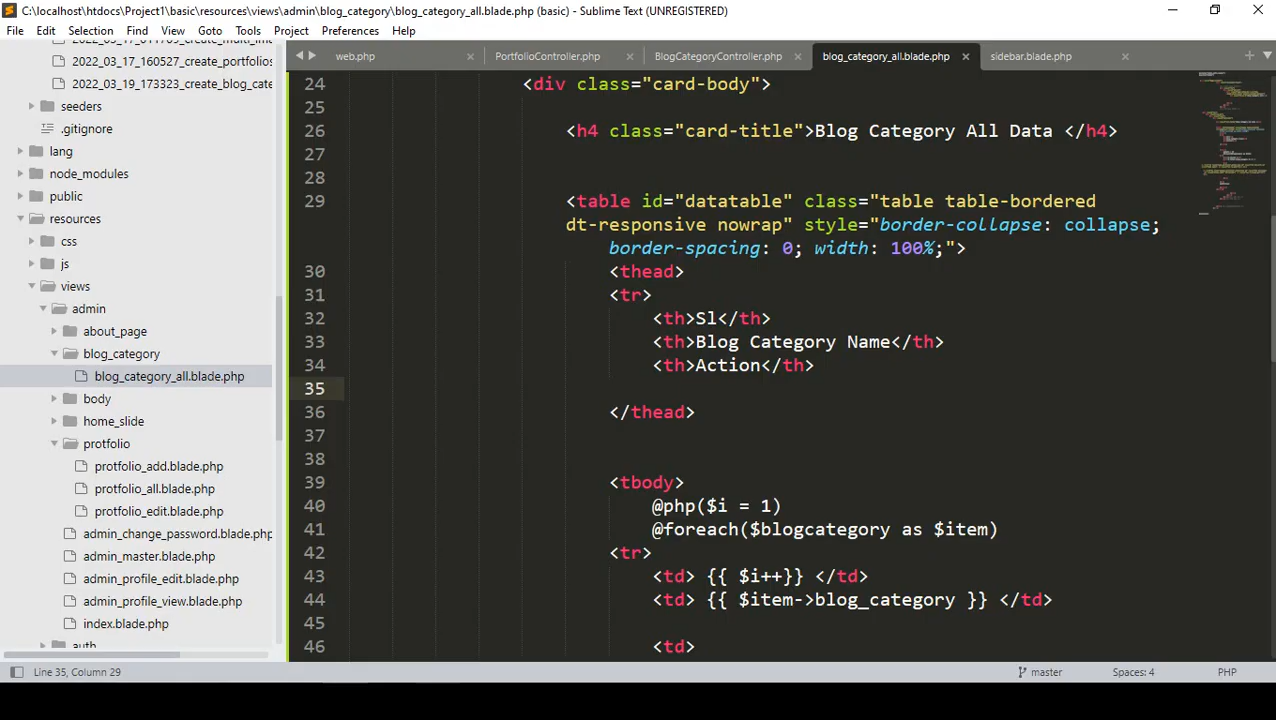 C:\localhost\htdocs\Project1\basic\resources\views\admin\blog_category\blog_category_all.blade.php (basic) - Sublime Text (UNREGISTERED)
File Edit Selection Find View Goto Tools Project Preferences Help
web.php PortfolioController.php BlogCategoryController.php blog_category_all.blade.php sidebar.blade.php
2022_03_17_160527_create_portfolios
2022_03_19_173323_create_blog_cate
seeders
.gitignore
lang
node_modules
public
resources
css
js
views
admin
about_page
blog_category
blog_category_all.blade.php
body
home_slide
protfolio
protfolio_add.blade.php
protfolio_all.blade.php
protfolio_edit.blade.php
admin_change_password.blade.php
admin_master.blade.php
admin_profile_edit.blade.php
admin_profile_view.blade.php
index.blade.php
auth
24 <div class="card-body">
25
26 <h4 class="card-title">Blog Category All Data </h4>
27
28
29 <table id="datatable" class="table table-bordered
dt-responsive nowrap" style="border-collapse: collapse;
border-spacing: 0; width: 100%;">
30 <thead>
31 <tr>
32 <th>Sl</th>
33 <th>Blog Category Name</th>
34 <th>Action</th>
35
36 </thead>
37
38
39 <tbody>
40 @php($i = 1)
41 @foreach($blogcategory as $item)
42 <tr>
43 <td> {{ $i++}} </td>
44 <td> {{ $item->blog_category }} </td>
45
46 <td>
Line 35, Column 29 master Spaces: 4 PHP